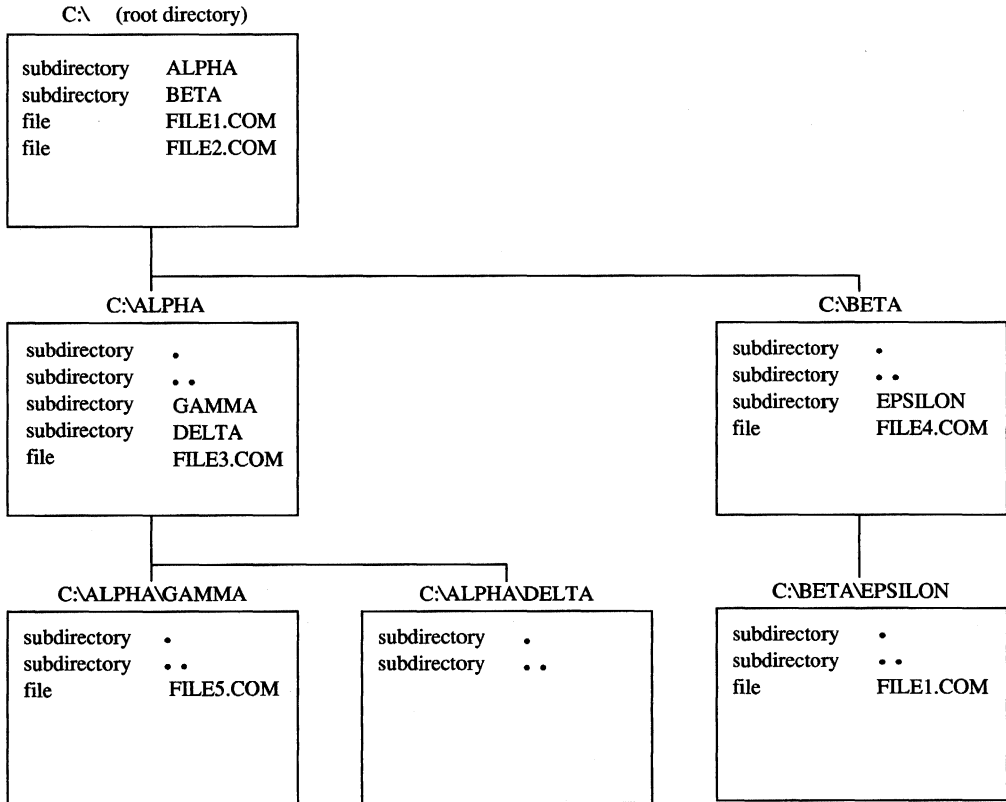 C:\ (root directory)
subdirectory ALPHA
subdirectory BETA
file FILE1.COM
file FILE2.COM
C:\ALPHA
subdirectory .
subdirectory ..
subdirectory GAMMA
subdirectory DELTA
file FILE3.COM
C:\BETA
subdirectory .
subdirectory ..
subdirectory EPSILON
file FILE4.COM
C:\ALPHA\GAMMA
subdirectory .
subdirectory ..
file FILE5.COM
C:\ALPHA\DELTA
subdirectory .
subdirectory ..
C:\BETA\EPSILON
subdirectory .
subdirectory ..
file FILE1.COM